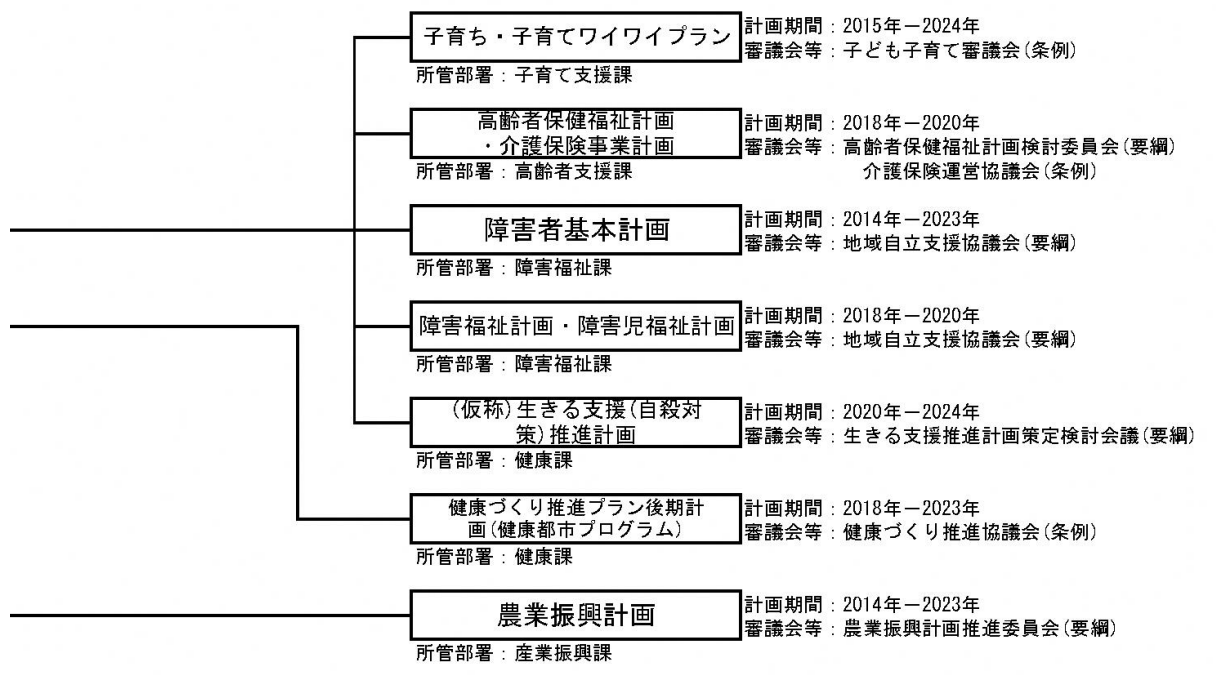 子育ち・子育てワイワイプラン
計画期間：2015年－2024年
審議会等：子ども子育て審議会(条例)
所管部署：子育て支援課
高齢者保健福祉計画
・介護保険事業計画
計画期間：2018年－2020年
審議会等：高齢者保健福祉計画検討委員会(要綱)
介護保険運営協議会(条例)
所管部署：高齢者支援課
障害者基本計画
計画期間：2014年－2023年
審議会等：地域自立支援協議会(要綱)
所管部署：障害福祉課
障害福祉計画・障害児福祉計画
計画期間：2018年－2020年
審議会等：地域自立支援協議会(要綱)
所管部署：障害福祉課
(仮称)生きる支援(自殺対
策)推進計画
計画期間：2020年－2024年
審議会等：生きる支援推進計画策定検討会議(要綱)
所管部署：健康課
健康づくり推進プラン後期計
画(健康都市プログラム)
計画期間：2018年－2023年
審議会等：健康づくり推進協議会(条例)
所管部署：健康課
農業振興計画
計画期間：2014年－2023年
審議会等：農業振興計画推進委員会(要綱)
所管部署：産業振興課